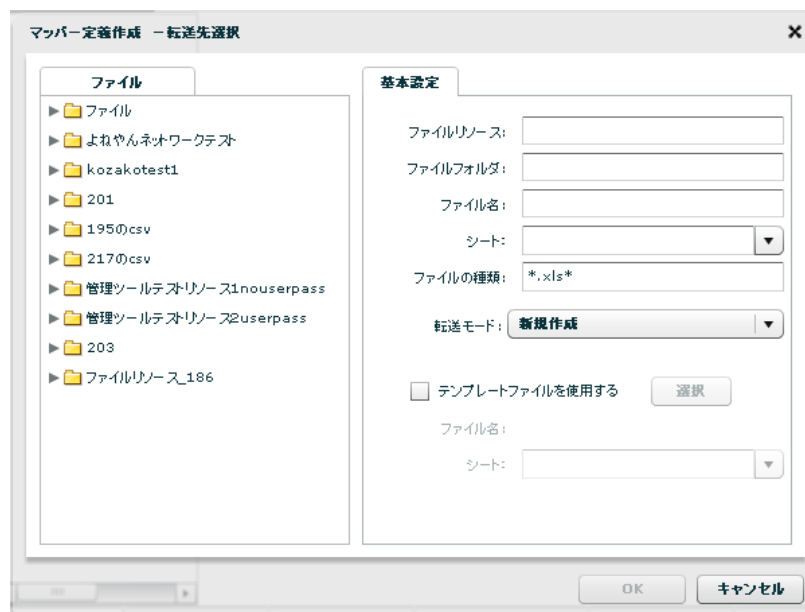 マッパー定義作成 －転送先選択
ファイル
ファイル
よねやんネットワークテスト
kozakotest1
201
195のcsv
217のcsv
管理ツールテストリソース1nouserpass
管理ツールテストリソース2userpass
203
ファイルリソース_186
基本設定
ファイルリソース:
ファイルフォルダ:
ファイル名:
シート:
ファイルの種類: *.xls*
転送モード: 新規作成
テンプレートファイルを使用する 選択
ファイル名:
シート:
OK キャンセル